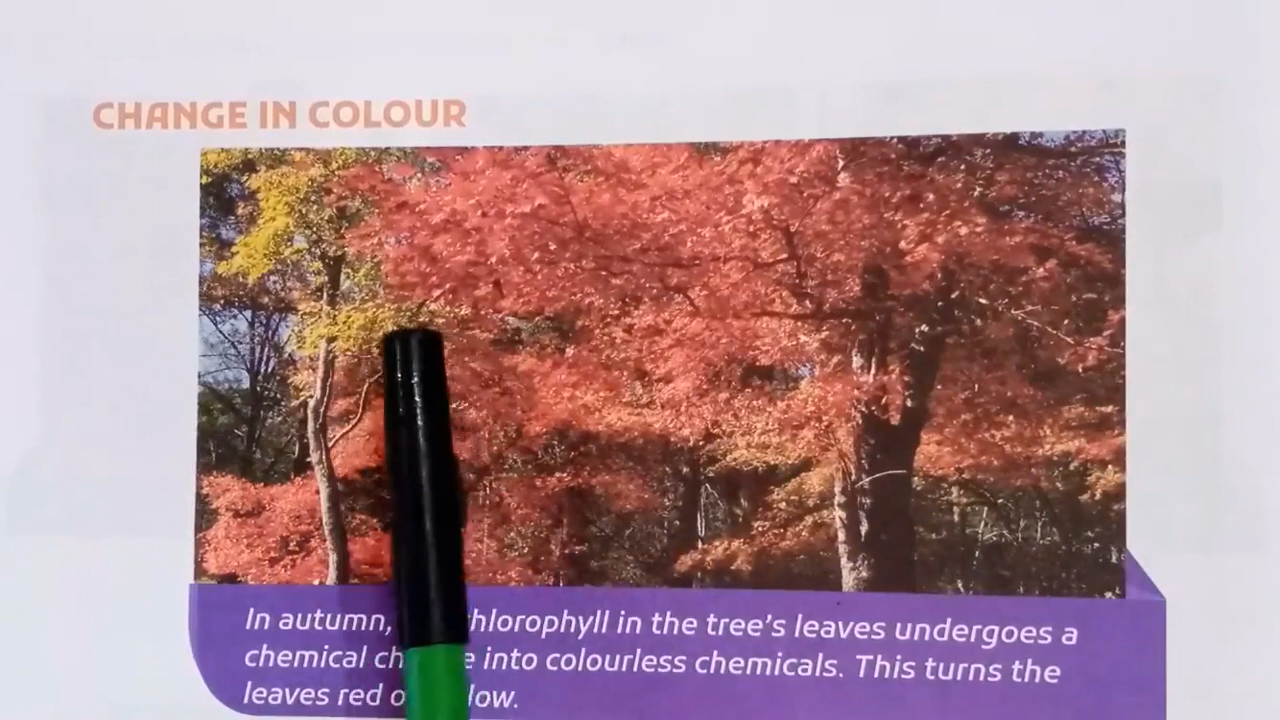 CHANGE IN COLOUR
In autumn, hlorophyll in the tree's leaves undergoes a
chemical ch e into colourless chemicals. This turns the
leaves red o low.